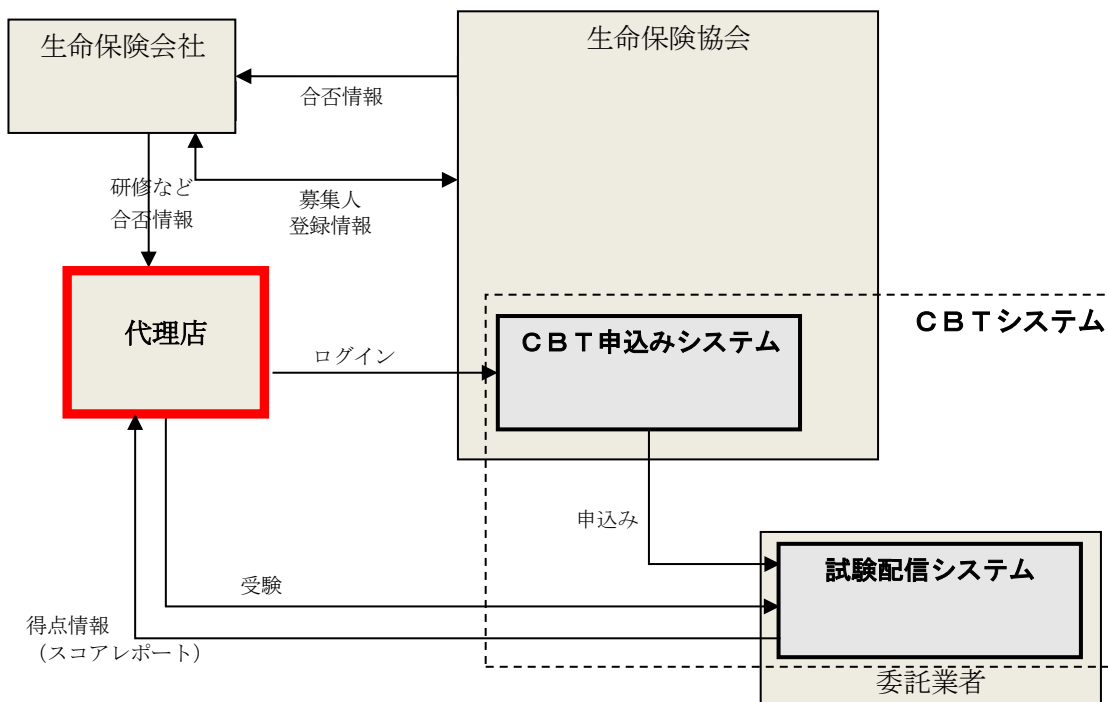 生命保険会社
生命保険協会
合否情報
研修など
合否情報
募集人
登録情報
代理店
ログイン
CBTシステム
CBT申込みシステム
申込み
試験配信システム
受験
得点情報
(スコアレポート)
委託業者